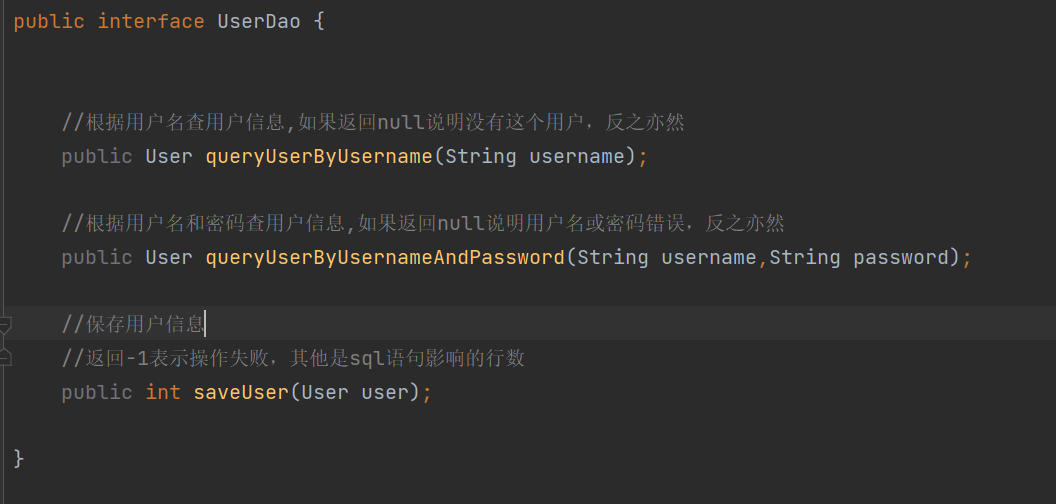 public interface UserDao {
//根据用户名查用户信息,如果返回null说明没有这个用户，反之亦然
public User queryUserByUsername(String username);
//根据用户名和密码查用户信息,如果返回null说明用户名或密码错误，反之亦然
public User queryUserByUsernameAndPassword(String username,String password);
//保存用户信息
//返回-1表示操作失败，其他是sql语句影响的行数
public int saveUser(User user);
}